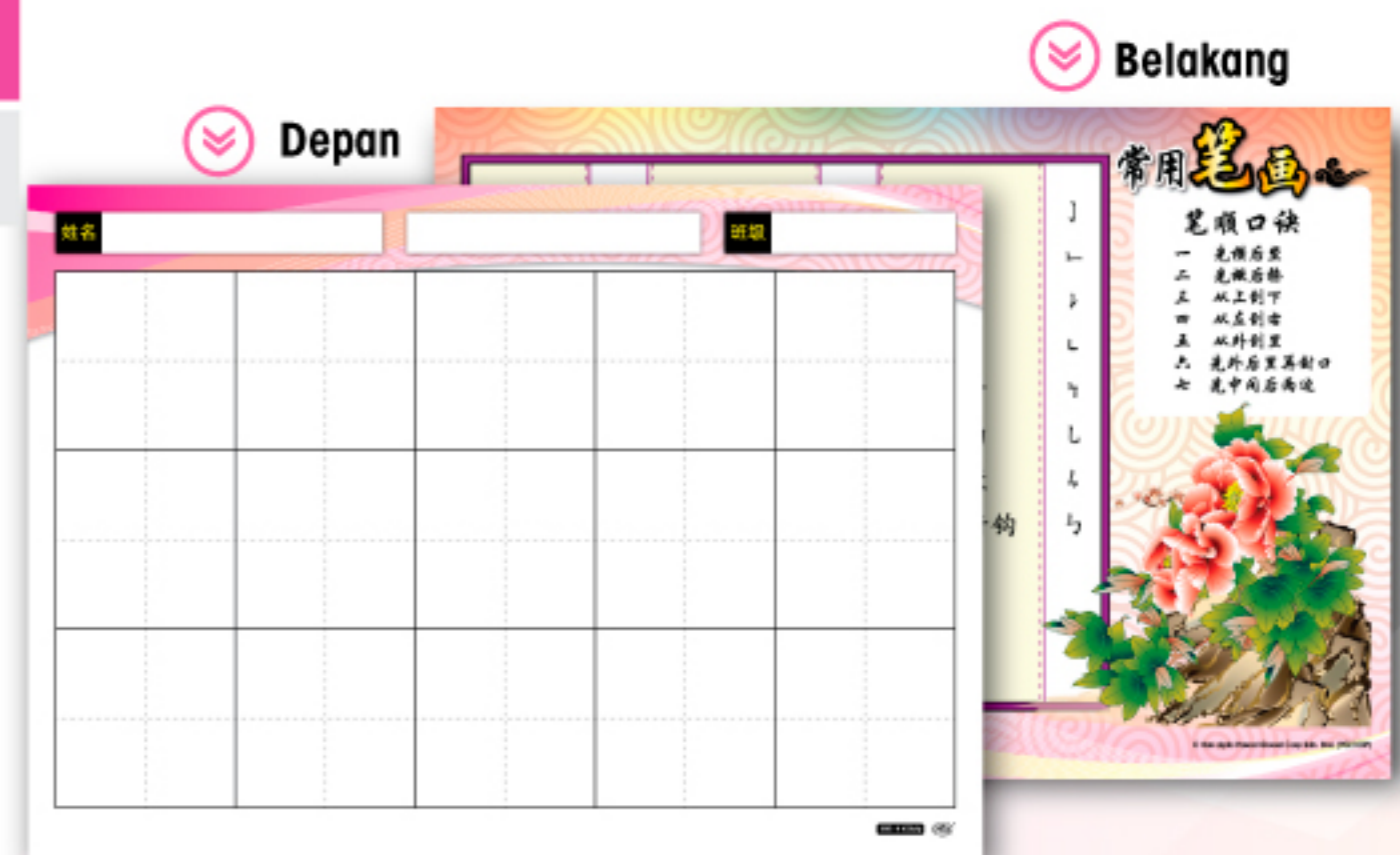 Belakang
Depan
姓名
班级
常用笔画
笔顺口诀
一 先横后竖
二 先撇后捺
三 从上到下
四 从左到右
五 从外到里
六 先外后里再封口
七 先中间后两边
钩